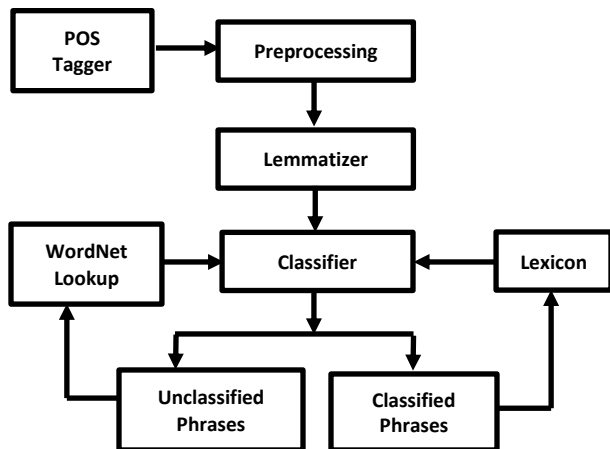 POS
Tagger
Preprocessing
Lemmatizer
WordNet
Lookup
Classifier
Lexicon
Unclassified
Phrases
Classified
Phrases